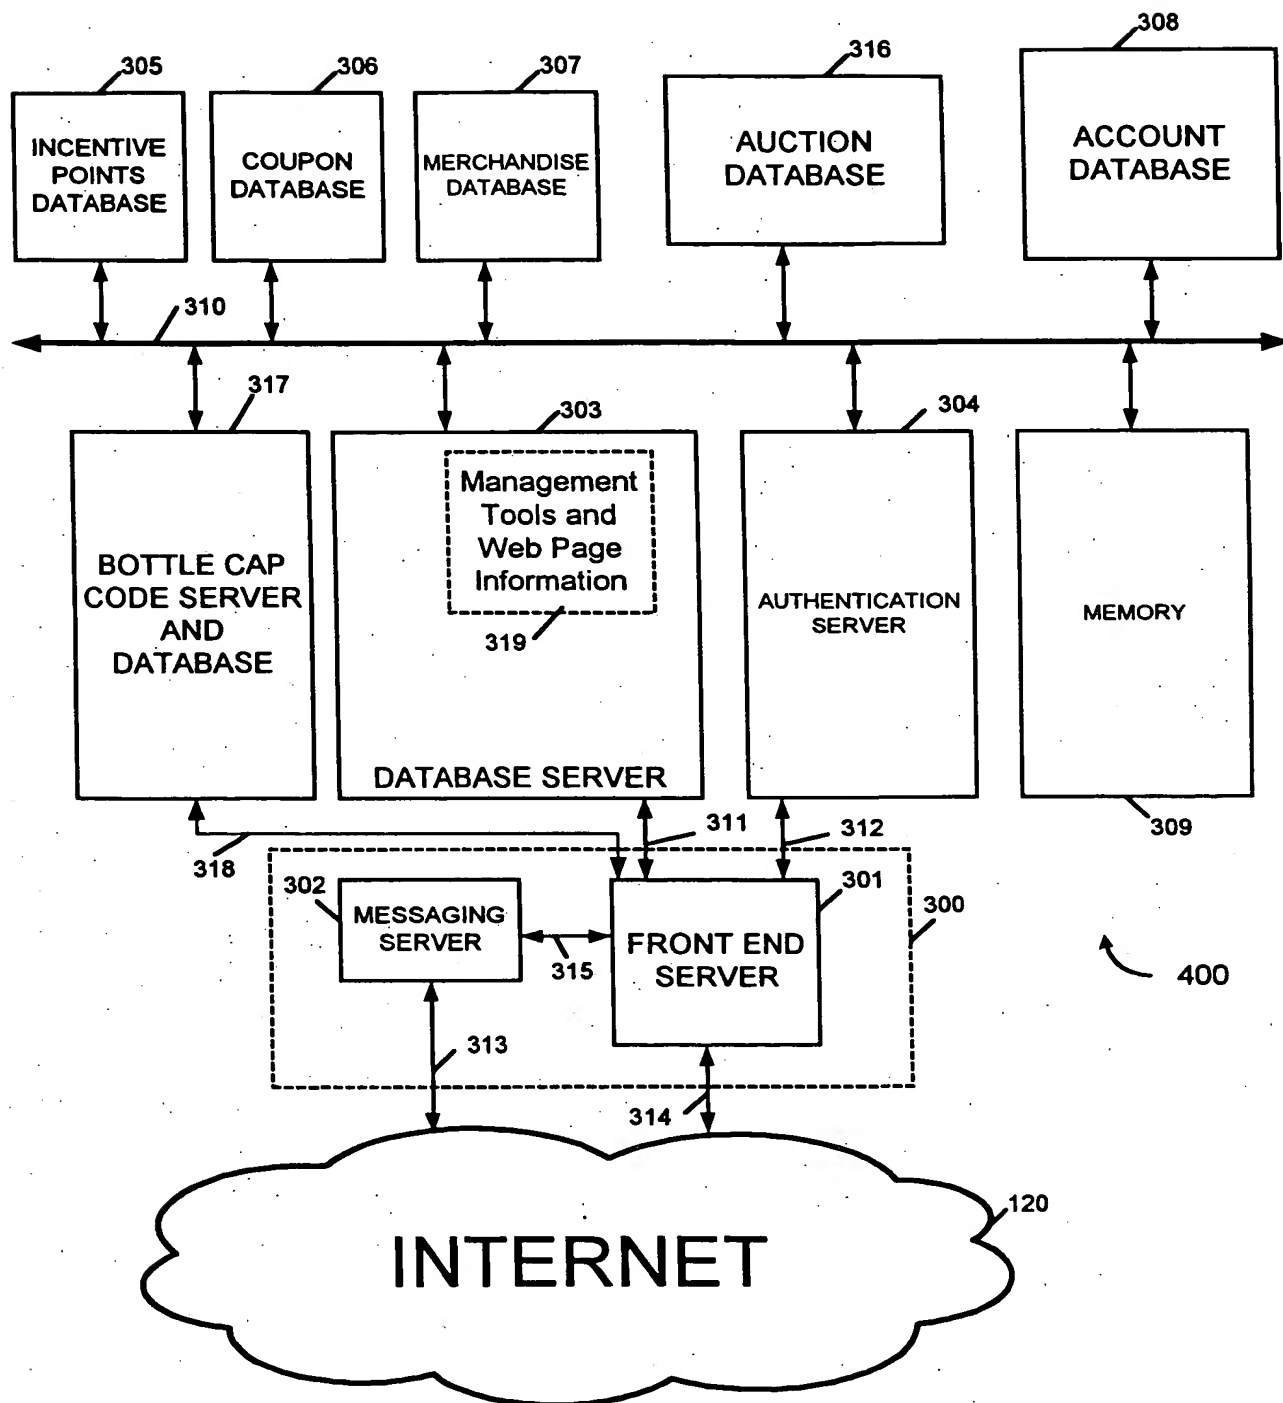 305
306
307
316
308
INCENTIVE
POINTS
DATABASE
COUPON
DATABASE
MERCHANDISE
DATABASE
AUCTION
DATABASE
ACCOUNT
DATABASE
310
317
303
304
BOTTLE CAP
CODE SERVER
AND
DATABASE
Management
Tools and
Web Page
Information
319
DATABASE SERVER
AUTHENTICATION
SERVER
MEMORY
309
318
311
312
302
MESSAGING
SERVER
315
301
FRONT END
SERVER
300
400
313
314
120
INTERNET